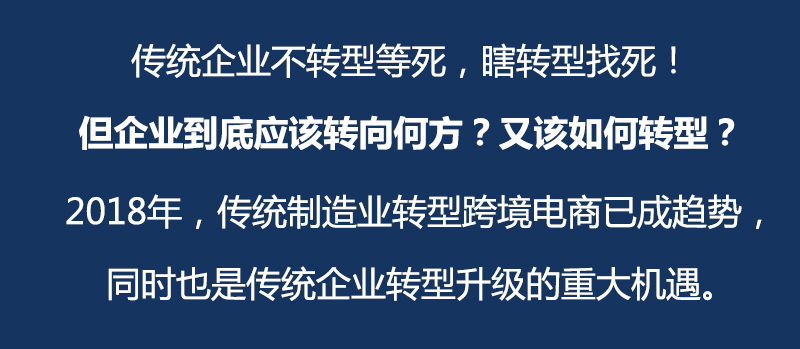 传统企业不转型等死，瞎转型找死！
但企业到底应该转向何方？又该如何转型？
2018年，传统制造业转型跨境电商已成趋势，
同时也是传统企业转型升级的重大机遇。